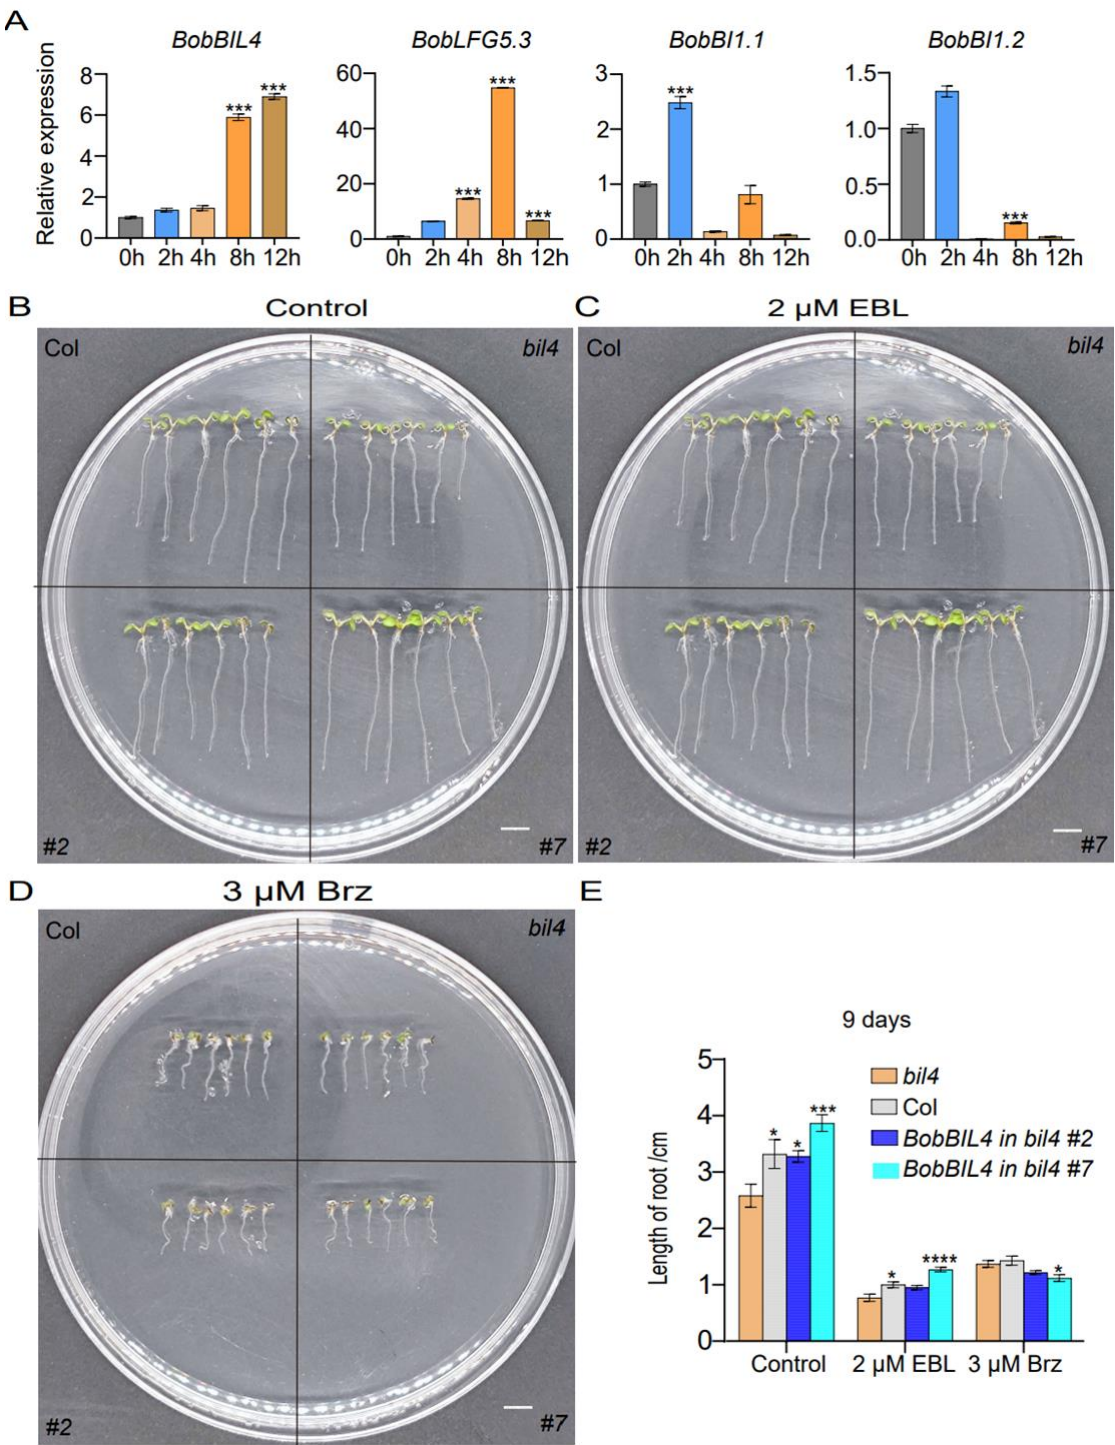 A
BobBIL4 BobLFG5.3 BobBI1.1 BobBI1.2
Relative expression
8
6
4
2
0
*** ***
0h 2h 4h 8h 12h
60
40
20
0
*** *** ***
0h 2h 4h 8h 12h
3
2
1
0
***
0h 2h 4h 8h 12h
1.5
1.0
0.5
0.0
***
0h 2h 4h 8h 12h
B Control
Col bil4
#2 #7
C 2 μM EBL
Col bil4
#2 #7
D 3 μM Brz
Col bil4
#2 #7
E
9 days
Length of root /cm
5
4
3
2
1
0
bil4
Col
BobBIL4 in bil4 #2
BobBIL4 in bil4 #7
* * ***
* ****
*
Control 2 μM EBL 3 μM Brz